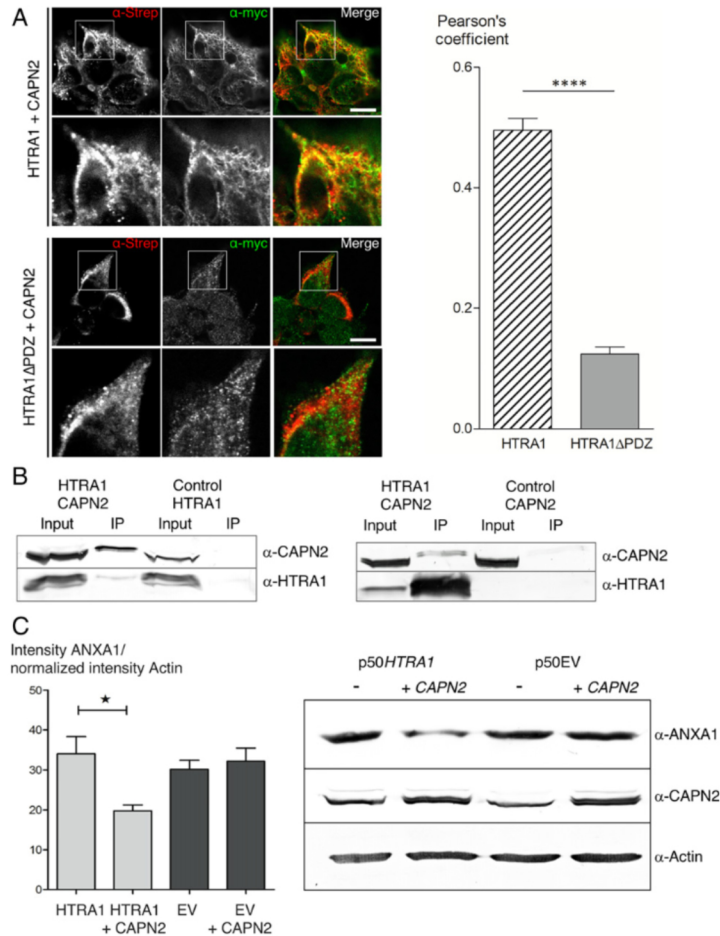 A
α-Strep
α-myc
Merge
HTRA1 + CAPN2
α-Strep
α-myc
Merge
HTRA1ΔPDZ + CAPN2
Pearson's
coefficient
0.6
****
0.4
0.2
0.0
HTRA1
HTRA1ΔPDZ
B
HTRA1 Control
CAPN2 HTRA1
Input IP Input IP
α-CAPN2
α-HTRA1
HTRA1 Control
CAPN2 CAPN2
Input IP Input IP
α-CAPN2
α-HTRA1
C
Intensity ANXA1/
normalized intensity Actin
50
★
40
30
20
10
0
HTRA1 HTRA1 EV EV
+ CAPN2 + CAPN2
p50HTRA1 p50EV
- + CAPN2 - + CAPN2
α-ANXA1
α-CAPN2
α-Actin